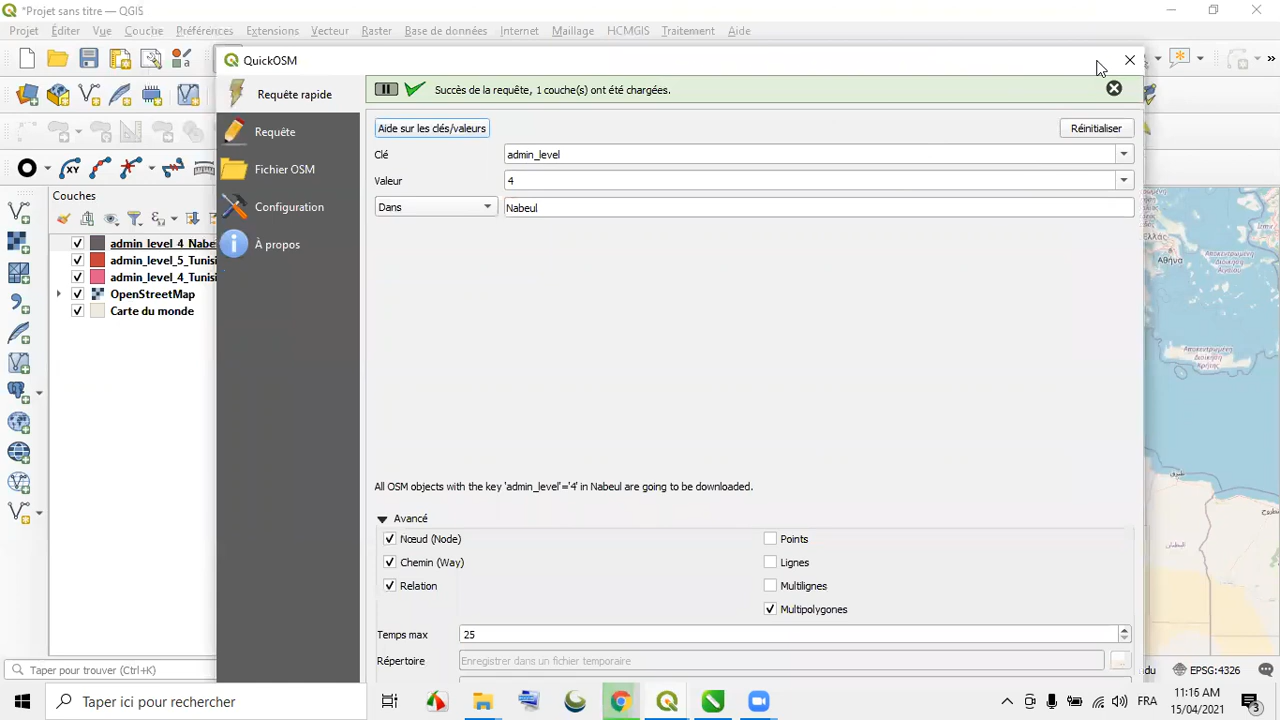 *Projet sans titre — QGIS
Projet Éditer Vue Couche Préférences Extensions Vecteur Raster Base de données Internet Maillage HCMGIS Traitement Aide
QuickOSM
Requête rapide
Succès de la requête, 1 couche(s) ont été chargées.
Aide sur les clés/valeurs
Réinitialiser
Requête
Clé
admin_level
Fichier OSM
Valeur
4
Couches
Configuration
Dans
Nabeul
À propos
admin_level_4_Nabe
admin_level_5_Tunisi
admin_level_4_Tunisi
OpenStreetMap
Carte du monde
Αθήνα
All OSM objects with the key 'admin_level'='4' in Nabeul are going to be downloaded.
Avancé
Nœud (Node)
Points
Chemin (Way)
Lignes
Relation
Multilignes
Multipolygones
Temps max
25
Répertoire
Enregistrer dans un fichier temporaire
...
Taper pour trouver (Ctrl+K)
du
EPSG:4326
Taper ici pour rechercher
FRA
11:16 AM
15/04/2021
3